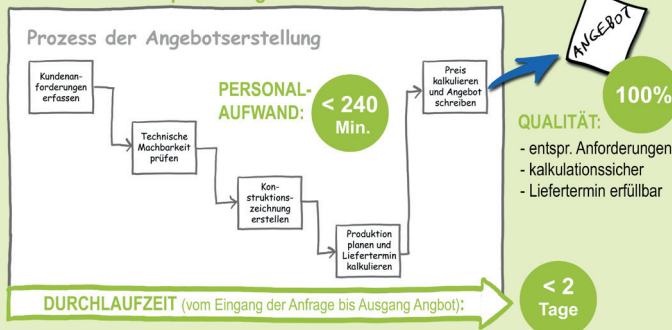 Prozess der Angebotserstellung
Kundenan-
forderungen
erfassen
Technische
Machbarkeit
prüfen
Kon-
struktions-
zeichnung
erstellen
Produktion
planen und
Liefertermin
kalkulieren
Preis
kalkulieren
und Angebot
schreiben
PERSONAL-
AUFWAND:
< 240
Min.
ANGEBOT
100%
QUALITÄT:
- entspr. Anforderungen
- kalkulationssicher
- Liefertermin erfüllbar
DURCHLAUFZEIT (vom Eingang der Anfrage bis Ausgang Angbot):
< 2
Tage